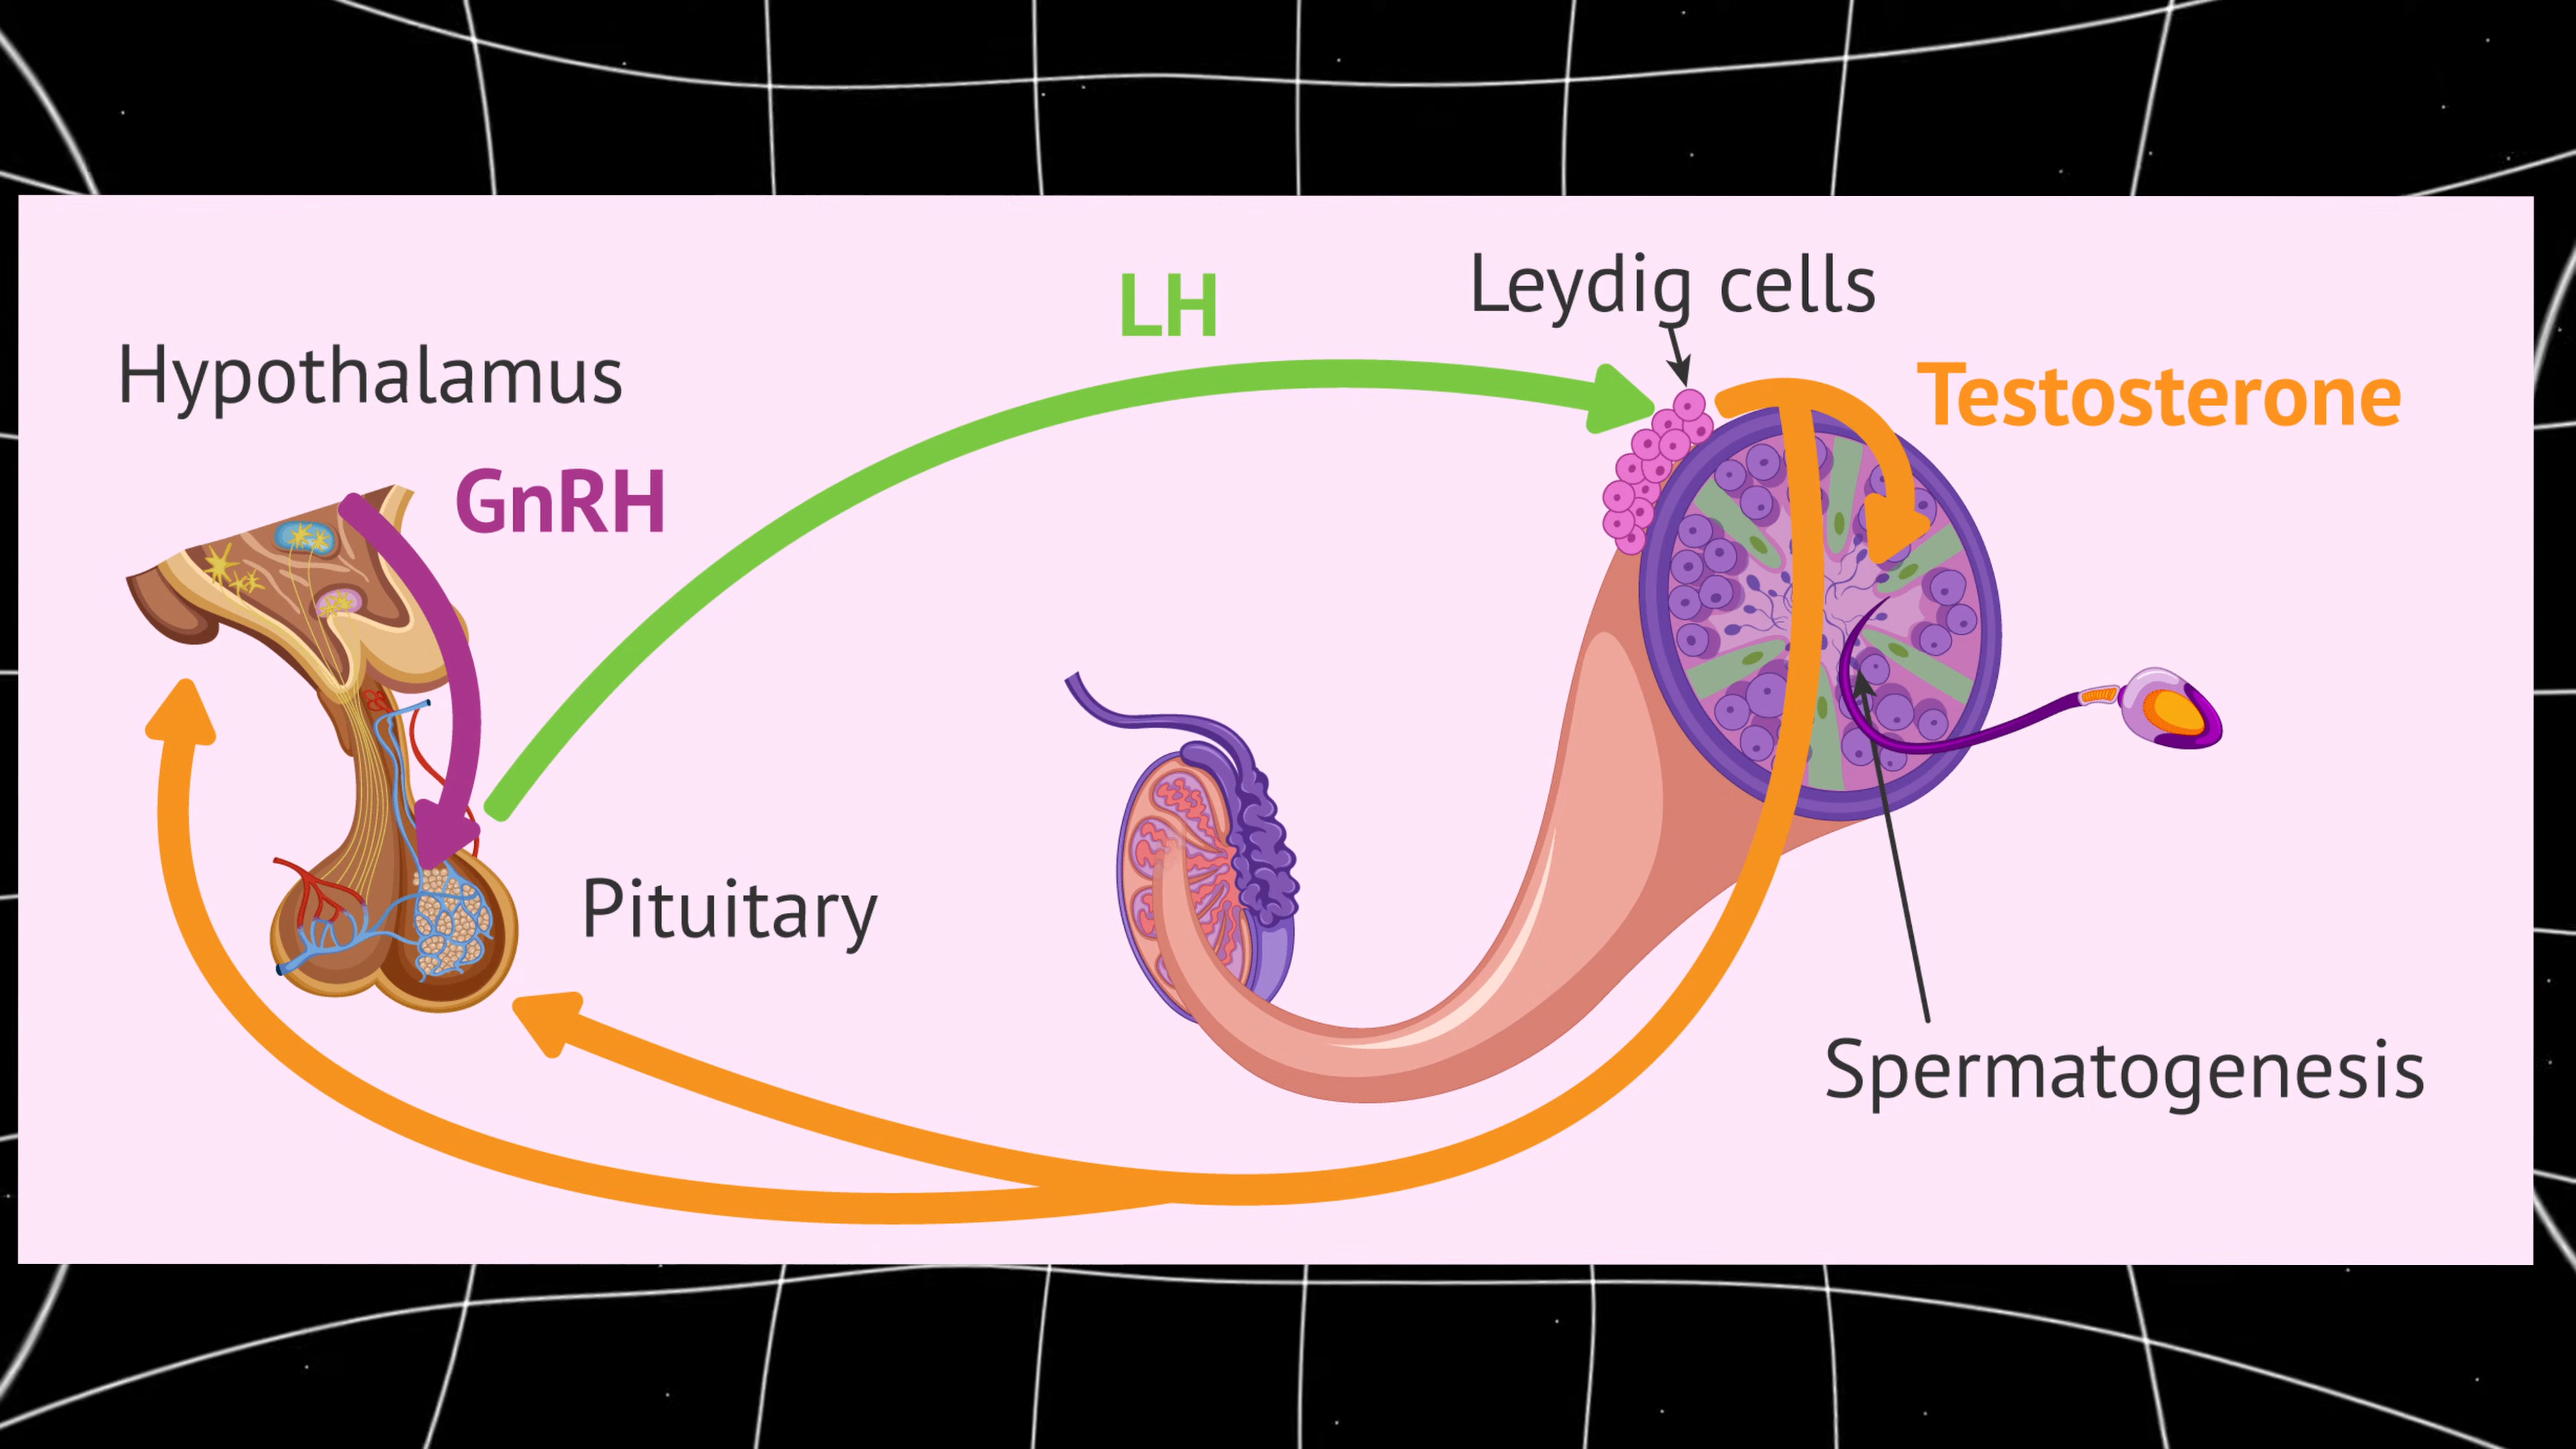 Hypothalamus
GnRH
LH
Leydig cells
Testosterone
Pituitary
Spermatogenesis